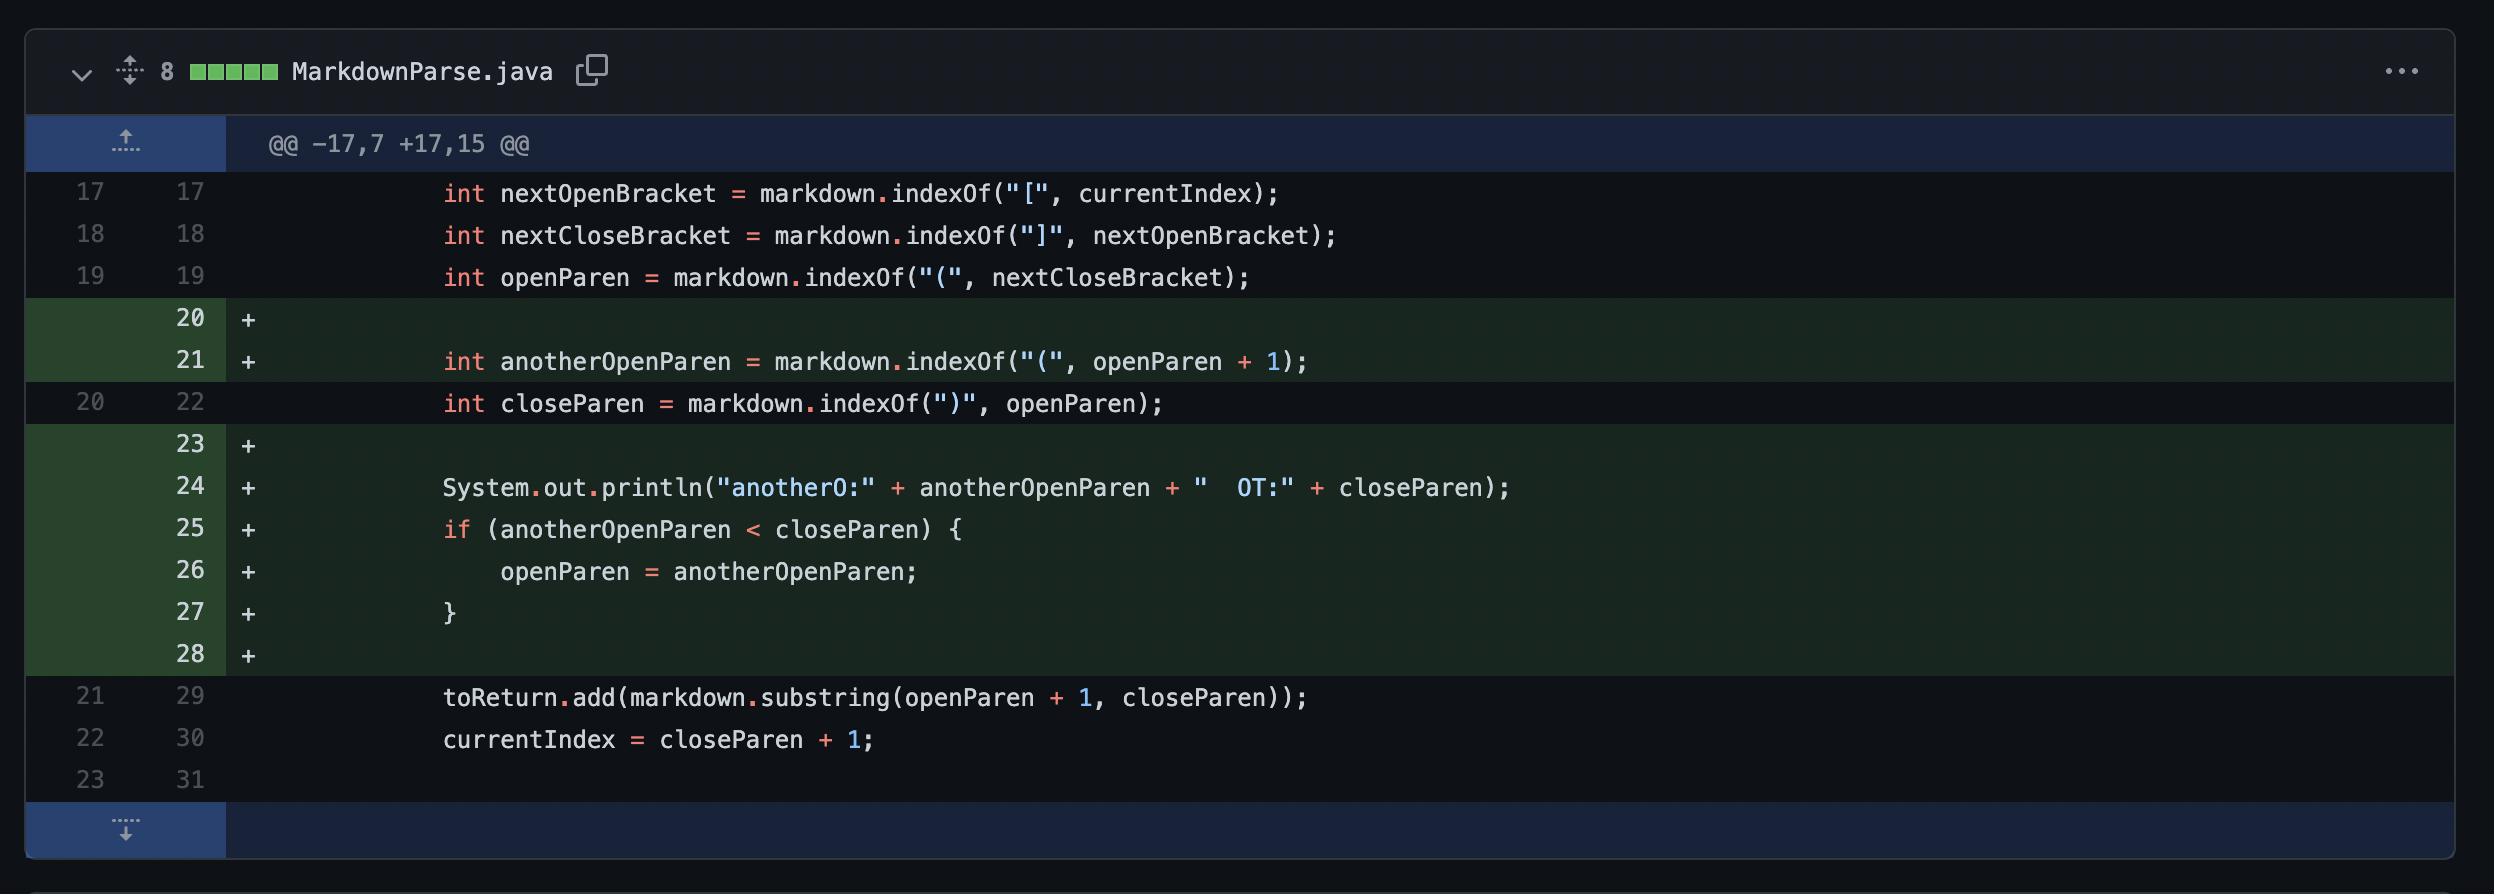 8 MarkdownParse.java
@@ -17,7 +17,15 @@
17 17 int nextOpenBracket = markdown.indexOf("[", currentIndex);
18 18 int nextCloseBracket = markdown.indexOf("]", nextOpenBracket);
19 19 int openParen = markdown.indexOf("(", nextCloseBracket);
20 +
21 + int anotherOpenParen = markdown.indexOf("(", openParen + 1);
20 22 int closeParen = markdown.indexOf(")", openParen);
23 +
24 + System.out.println("anotherO:" + anotherOpenParen + "  OT:" + closeParen);
25 + if (anotherOpenParen < closeParen) {
26 + openParen = anotherOpenParen;
27 + }
28 +
21 29 toReturn.add(markdown.substring(openParen + 1, closeParen));
22 30 currentIndex = closeParen + 1;
23 31